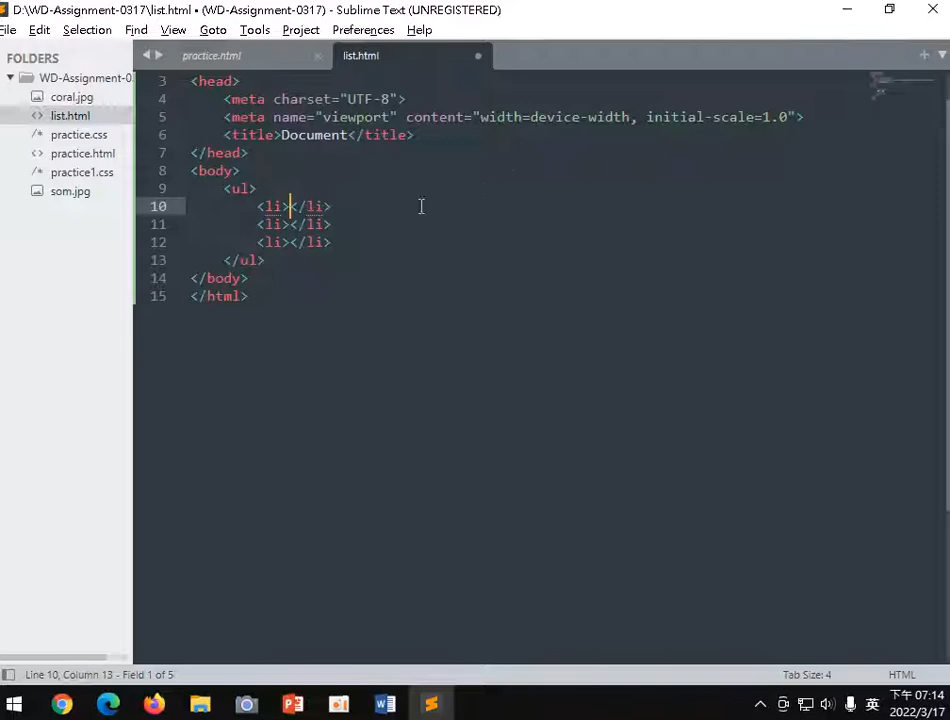 D:\WD-Assignment-0317\list.html • (WD-Assignment-0317) - Sublime Text (UNREGISTERED)
File Edit Selection Find View Goto Tools Project Preferences Help
FOLDERS
WD-Assignment-0
coral.jpg
list.html
practice.css
practice.html
practice1.css
som.jpg
practice.html
list.html
3 <head>
4 <meta charset="UTF-8">
5 <meta name="viewport" content="width=device-width, initial-scale=1.0">
6 <title>Document</title>
7 </head>
8 <body>
9 <ul>
10 <li></li>
11 <li></li>
12 <li></li>
13 </ul>
14 </body>
15 </html>
Line 10, Column 13 - Field 1 of 5
Tab Size: 4
HTML
英
下午 07:14
2022/3/17